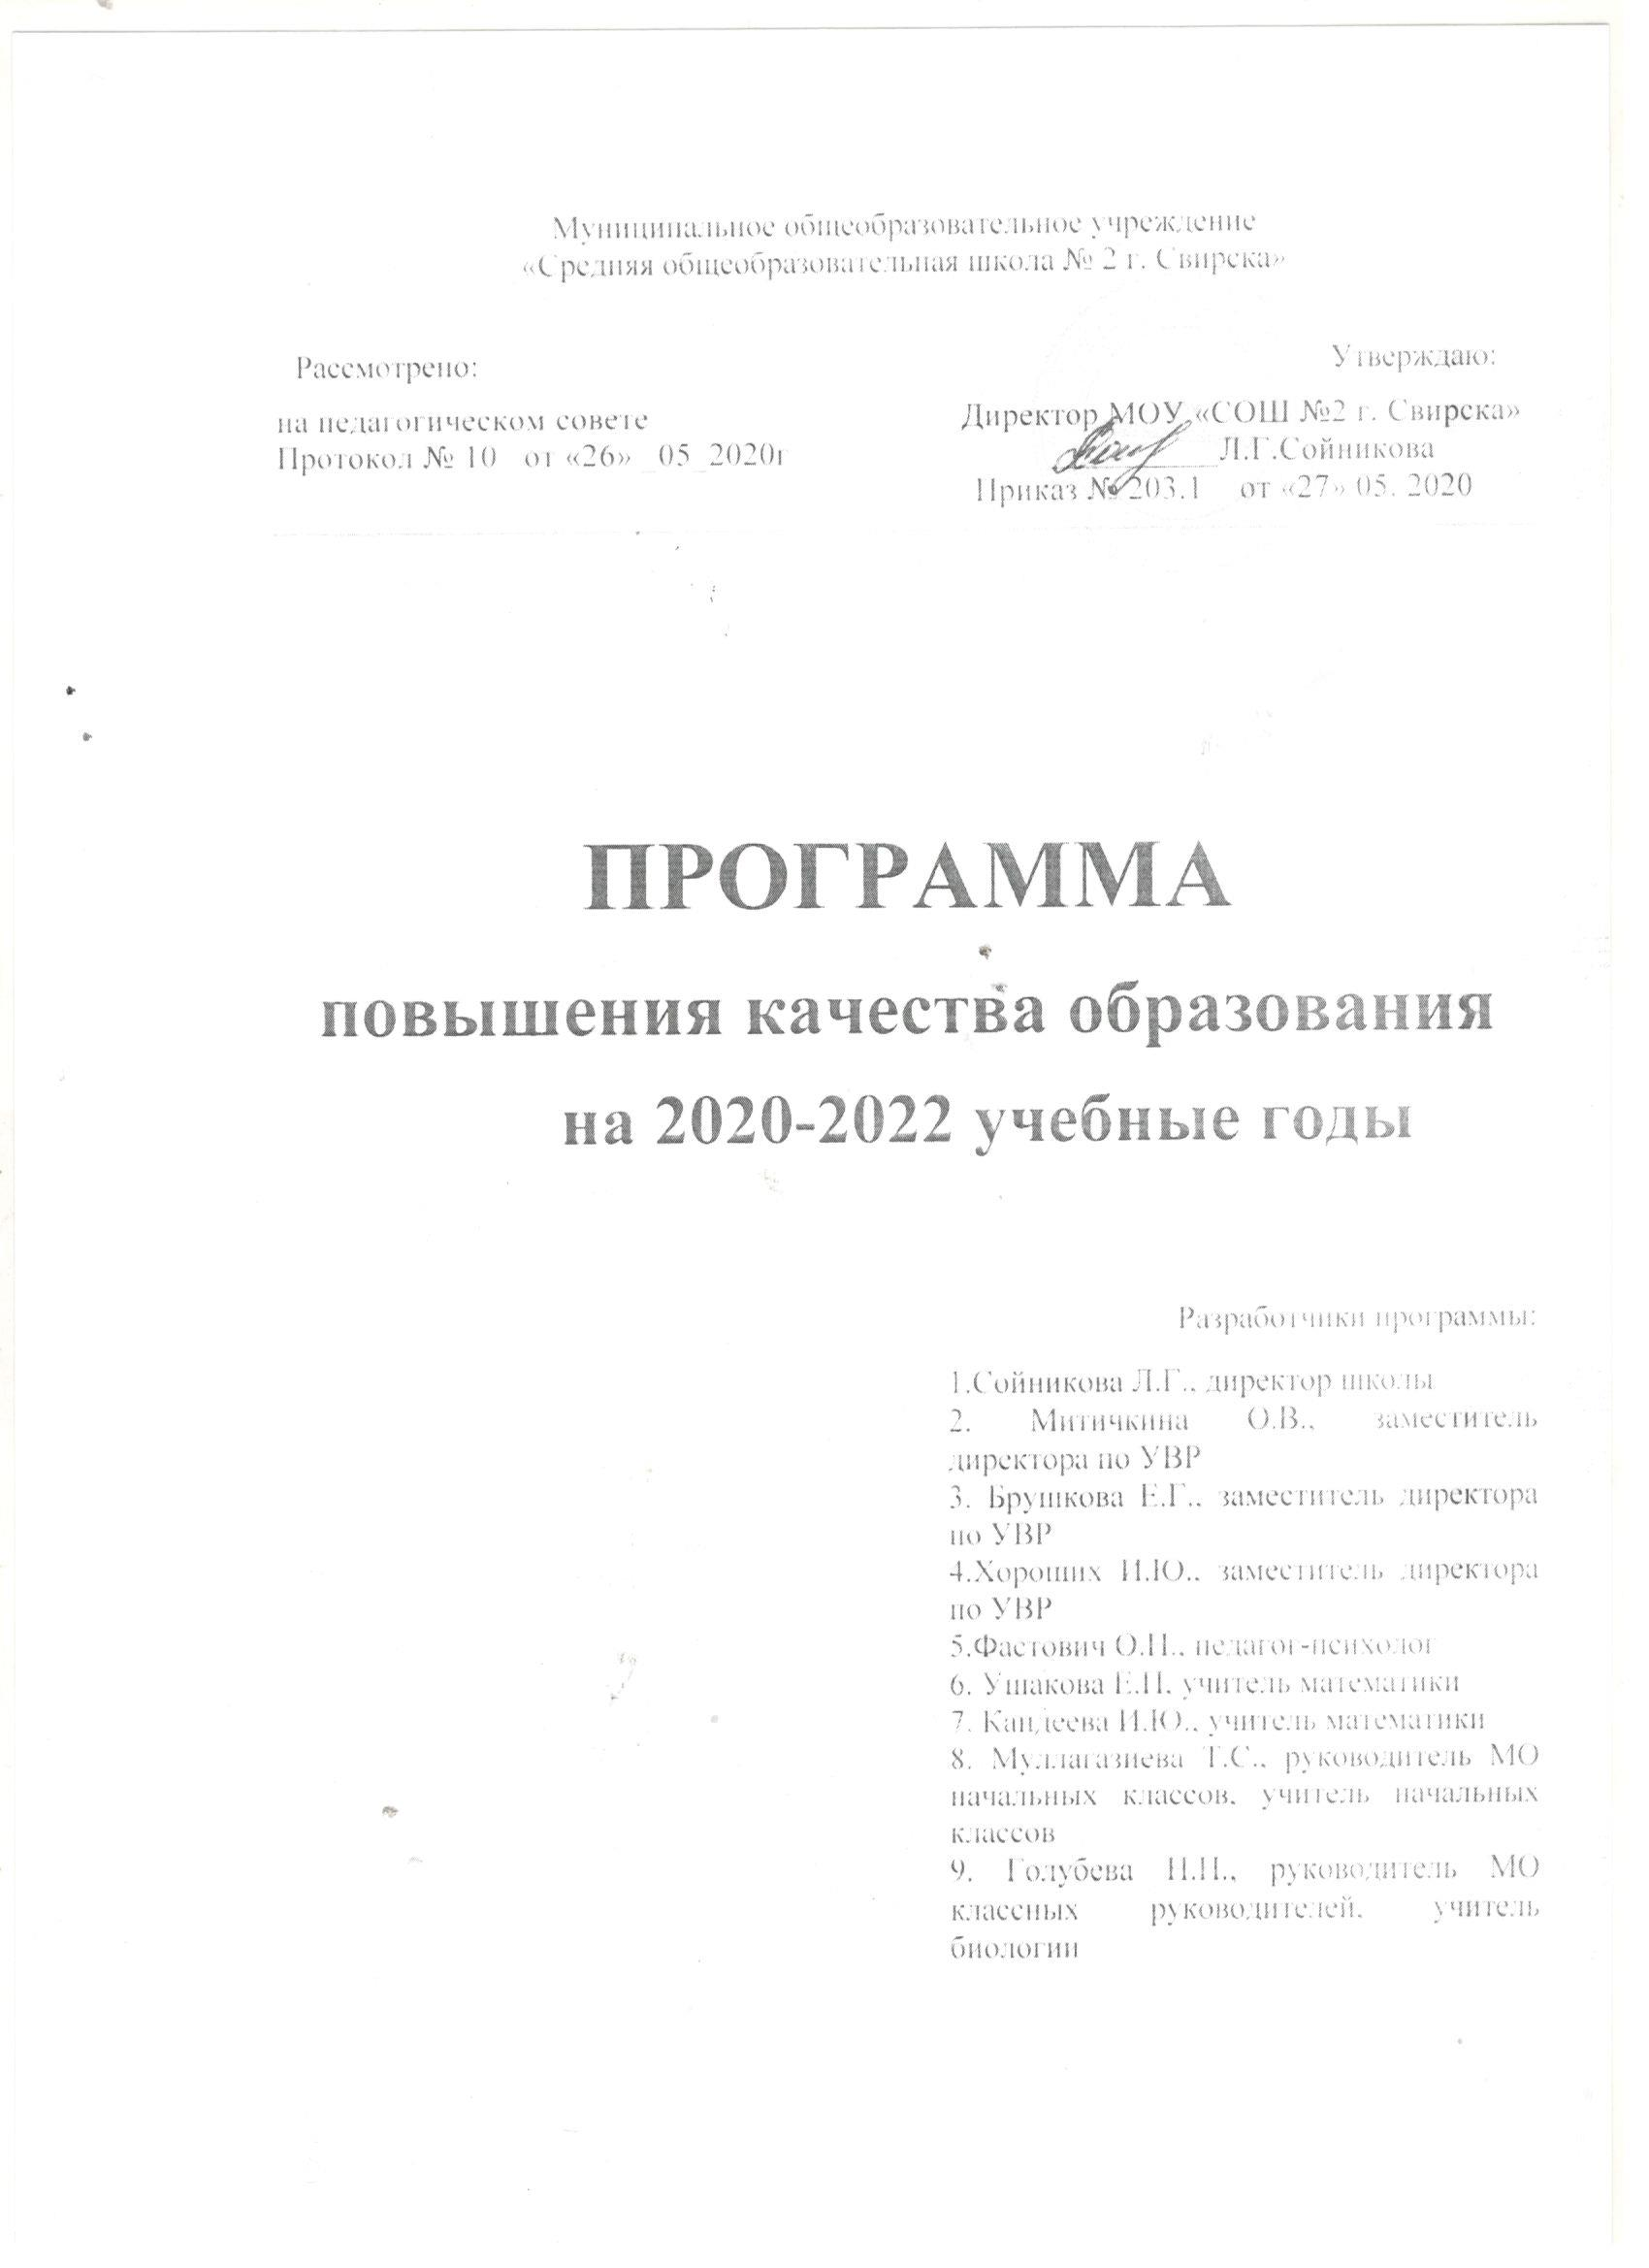 Муниципальное общеобразовательное учреждение
«Средняя общеобразовательная школа № 2 г. Свирска»
Рассмотрено:
на педагогическом совете
Протокол № 10 от «26» _05_2020г
Утверждаю:
Директор МОУ «СОШ №2 г. Свирска»
Л.Г.Сойникова
Приказ № 203.1 от «27» 05. 2020
ПРОГРАММА
повышения качества образования
на 2020-2022 учебные годы
Разработчики программы:
1.Сойникова Л.Г., директор школы
2. Митичкина О.В., заместитель
директора по УВР
3. Брушкова Е.Г., заместитель директора
по УВР
4.Хороших И.Ю., заместитель директора
по УВР
5.Фастович О.П., педагог-психолог
6. Ушакова Е.П, учитель математики
7. Кандеева И.Ю., учитель математики
8. Муллагазиева Т.С., руководитель МО
начальных классов, учитель начальных
классов
9. Голубева Н.Н., руководитель МО
классных руководителей, учитель
биологии